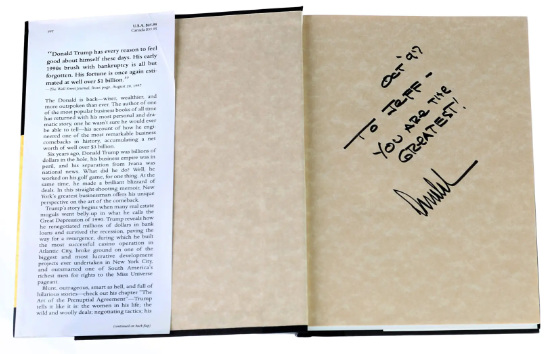 U.S.A. $25.95
Canada $35.95
"Donald Trump has every reason to feel
good about himself these days. His early
1990s brush with bankruptcy is all but
forgotten. His fortune is once again esti-
mated at well over $2 billion."
The Donald is back—wiser, wealthier, and
more outspoken than ever. The author of one
of the most popular business books of all time
has returned with his most personal and dra-
matic story, one he wasn't sure he would ever
be able to tell—his account of how he engi-
neered one of the most remarkable business
comebacks in history, accumulating a net
worth of well over $3 billion.
Six years ago, Donald Trump was billions of
dollars in the hole, his business empire was in
peril, and his separation from Ivana was
national news. What did he do? Well, he
worked on his golf game, for one thing. At the
same time, he made a brilliant blizzard of
deals. In this straight-shooting memoir, New
York's greatest businessman offers his unique
perspective on the art of the comeback.
Trump's story begins when many real estate
moguls went belly-up in what he calls the
Great Depression of 1990. Trump reveals how
he renegotiated millions of dollars in bank
loans and survived the recession, paving the
way for a resurgence, during which he built
the most successful casino operation in
Atlantic City, broke ground on one of the
biggest and most lucrative development
projects ever undertaken in New York City,
and outsmarted one of South America's
richest men for rights to the Miss Universe
pageant.
Blunt, outrageous, smart as hell, and full of
hilarious stories—check out his chapter "The
Art of the Prenuptial Agreement"—Trump
tells it like it is: the women in his life, the
wild and woolly deals, negotiating tactics, his
(continued on back flap)
Oct '97
TO JEFF -
YOU ARE THE
GREATEST!
Donald